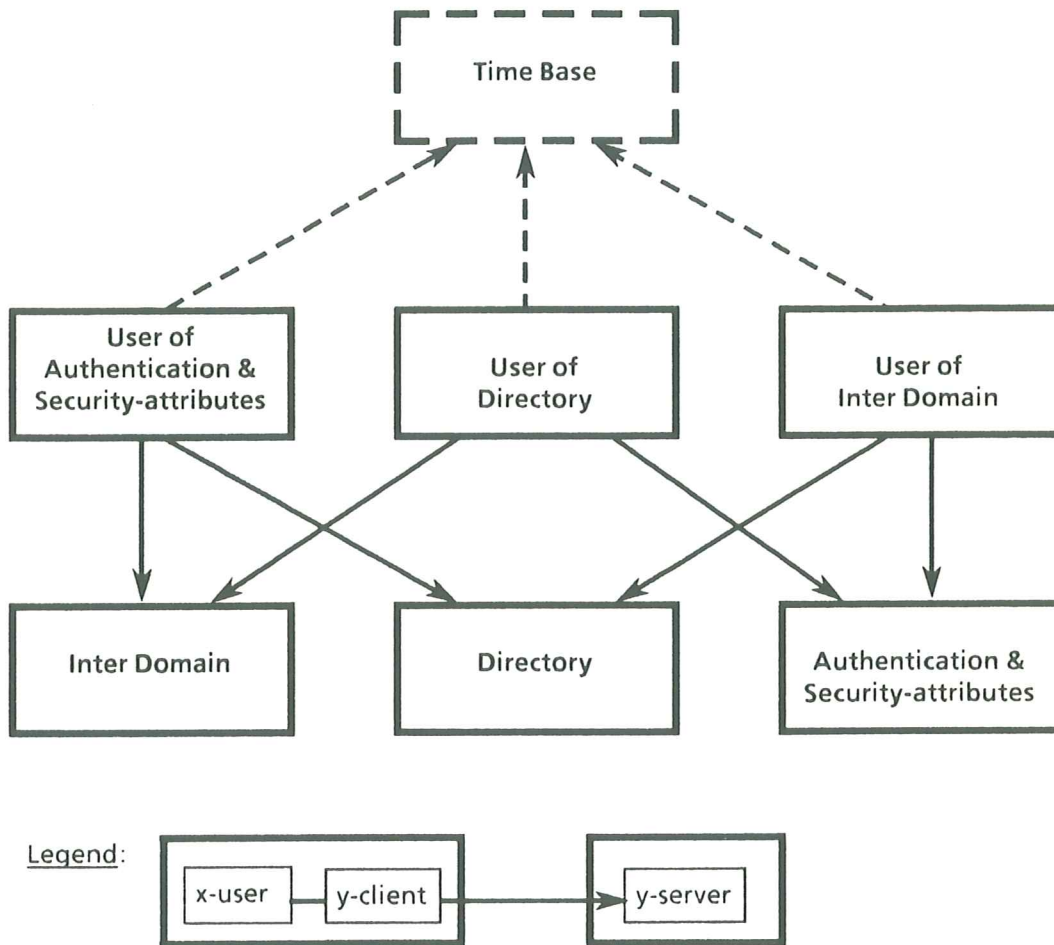 Time Base
User of
Authentication &
Security-attributes
User of
Directory
User of
Inter Domain
Inter Domain
Directory
Authentication &
Security-attributes
Legend:
x-user
y-client
y-server